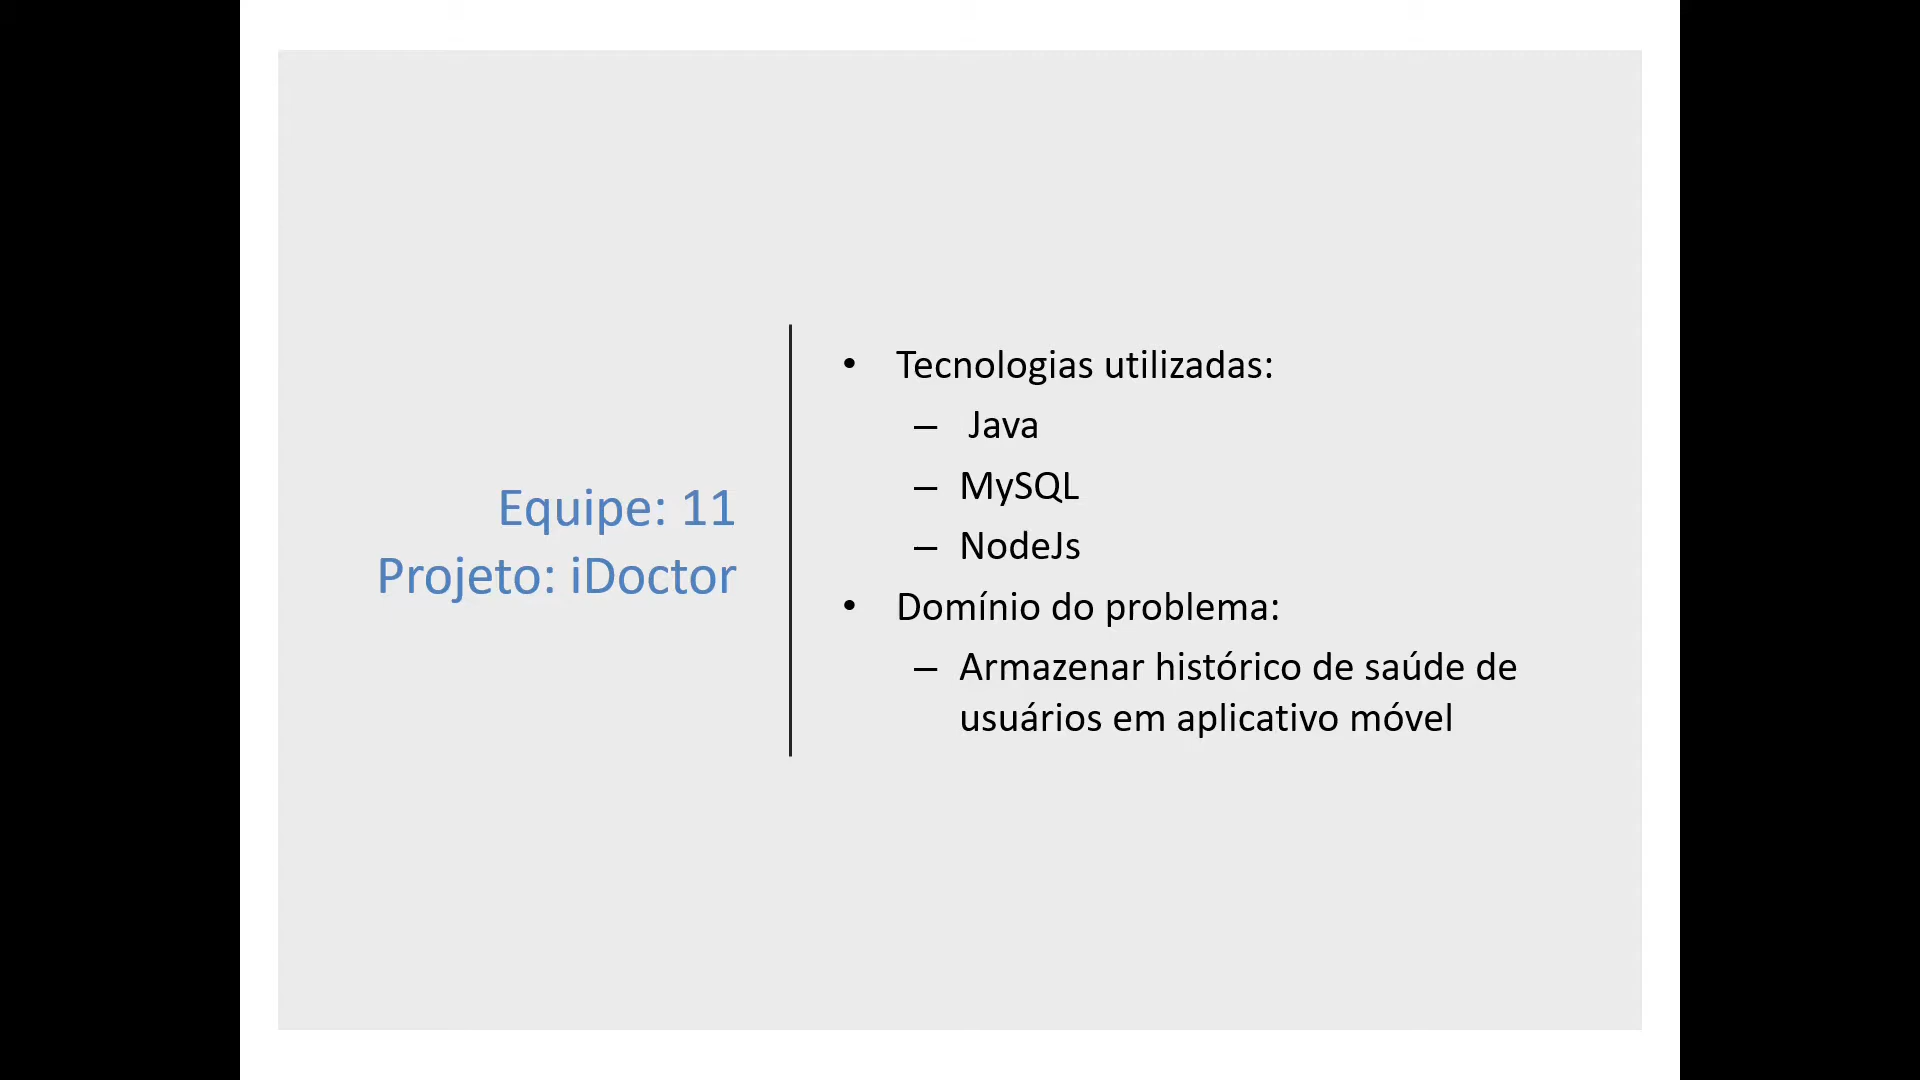 Equipe: 11
Projeto: iDoctor
• Tecnologias utilizadas:
– Java
– MySQL
– NodeJs
• Domínio do problema:
– Armazenar histórico de saúde de
usuários em aplicativo móvel